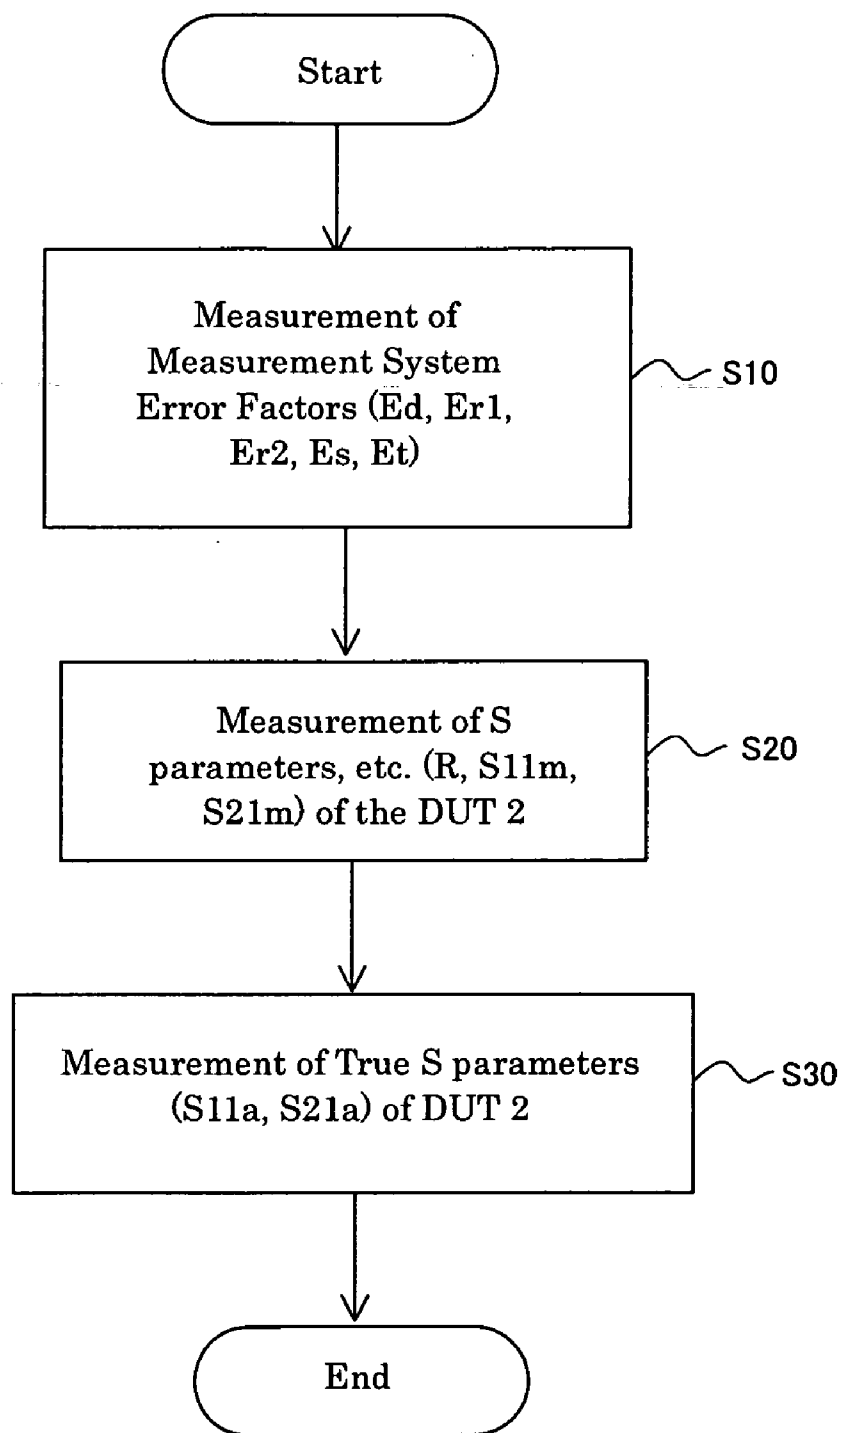 Start
Measurement of
Measurement System
Error Factors (Ed, Er1,
Er2, Es, Et)
S10
Measurement of S
parameters, etc. (R, S11m,
S21m) of the DUT 2
S20
Measurement of True S parameters
(S11a, S21a) of DUT 2
S30
End